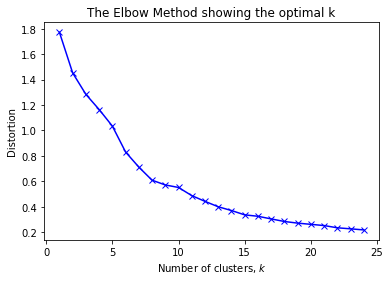 The Elbow Method showing the optimal k
1.8
1.6
1.4
1.2
1.0
0.8
0.6
0.4
0.2
Distortion
0 5 10 15 20 25
Number of clusters, k